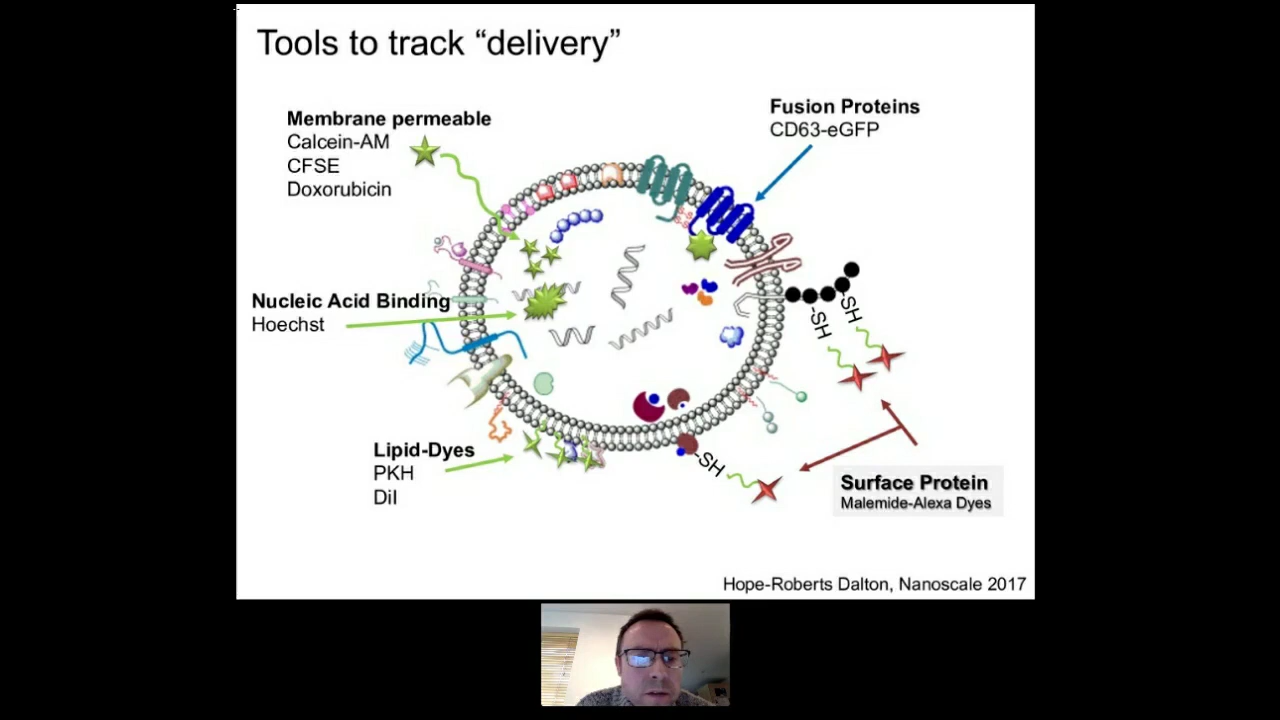 Tools to track “delivery”
Membrane permeable
Calcein-AM
CFSE
Doxorubicin
Fusion Proteins
CD63-eGFP
Nucleic Acid Binding
Hoechst
-SH
-SH
Lipid-Dyes
PKH
DiI
-SH
Surface Protein
Malemide-Alexa Dyes
Hope-Roberts Dalton, Nanoscale 2017